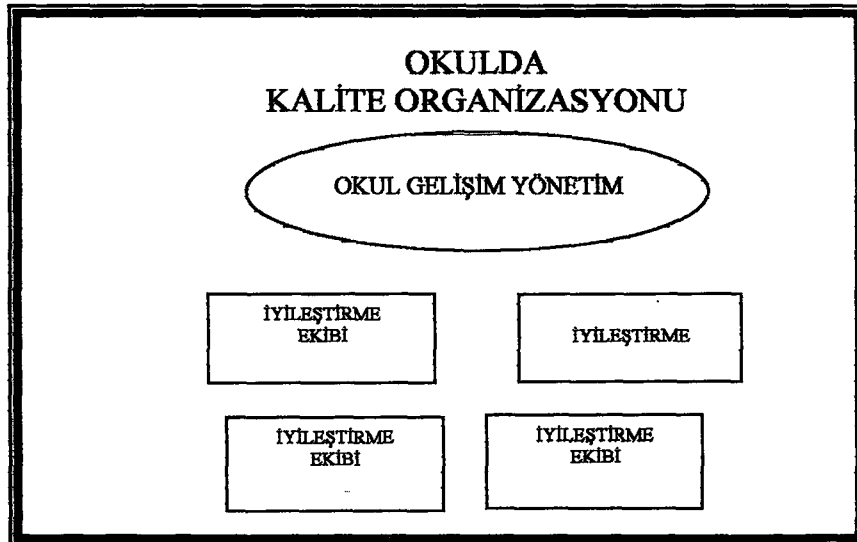 OKULDA
KALİTE ORGANİZASYONU
OKUL GELİŞİM YÖNETİM
İYİLEŞTİRME
EKİBİ
İYİLEŞTİRME
İYİLEŞTİRME
EKİBİ
İYİLEŞTİRME
EKİBİ